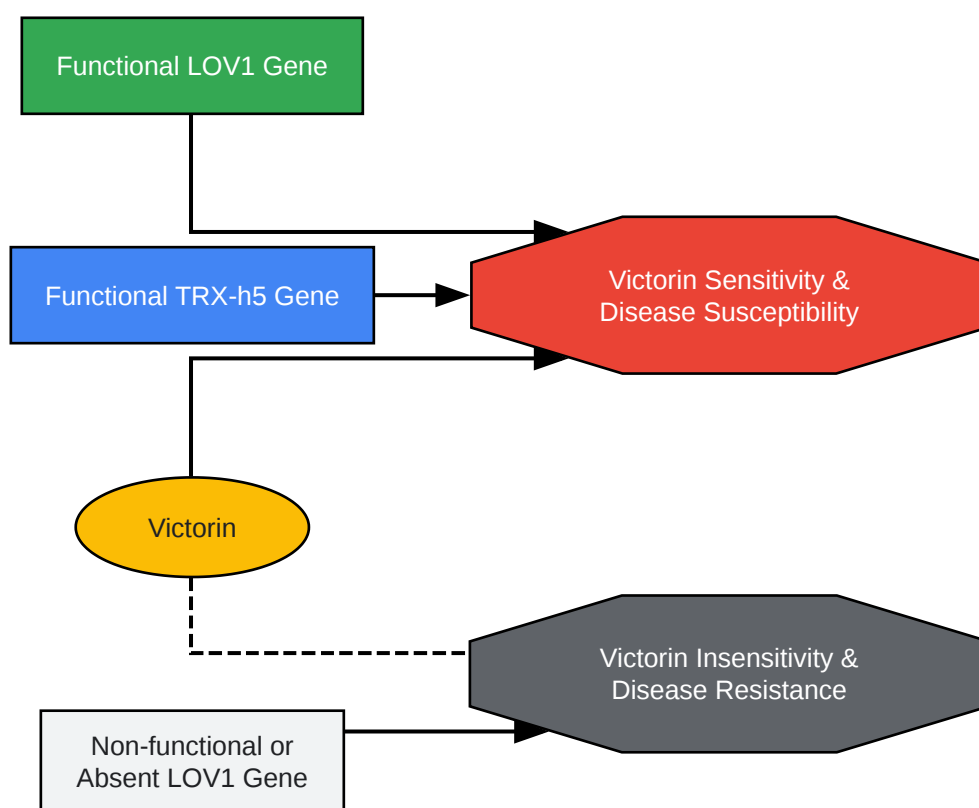 Functional LOV1 Gene
Functional TRX-h5 Gene
Victorin Sensitivity &
Disease Susceptibility
Victorin
Victorin Insensitivity &
Disease Resistance
Non-functional or
Absent LOV1 Gene